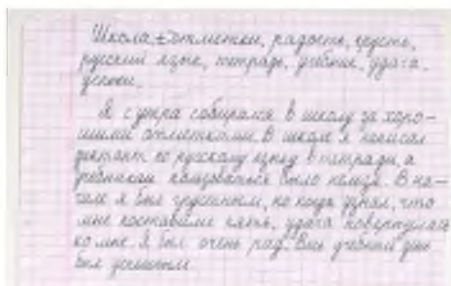 Школа – отметки, радость, грусть,
русский язык, тетрадь, учебник, удача,
успехи.
Я с утра собирался в школу за хоро-
шими отметками. В школе я написал
диктант по русскому языку в тетради, а
учебником пользоваться было нельзя. В на-
чале я был грустным, но когда узнал, что
мне поставили пять, удача повернулась
ко мне. Я был очень рад. Весь учебный день
был успешным.